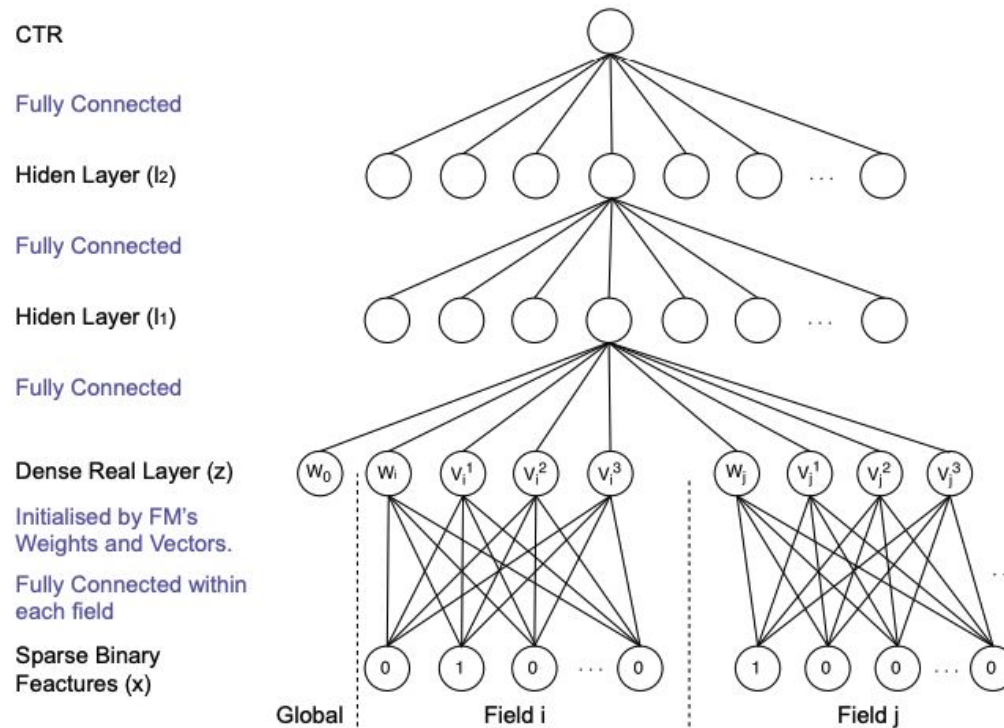 CTR
Fully Connected
Hiden Layer (l₂)
Fully Connected
Hiden Layer (l₁)
Fully Connected
Dense Real Layer (z)
W₀ Wᵢ Vᵢ¹ Vᵢ² Vᵢ³ Wⱼ Vⱼ¹ Vⱼ² Vⱼ³
Initialised by FM's
Weights and Vectors.
Fully Connected within
each field
Sparse Binary
Feactures (x)
0 1 0 ... 0 1 0 0 ... 0
Global Field i Field j